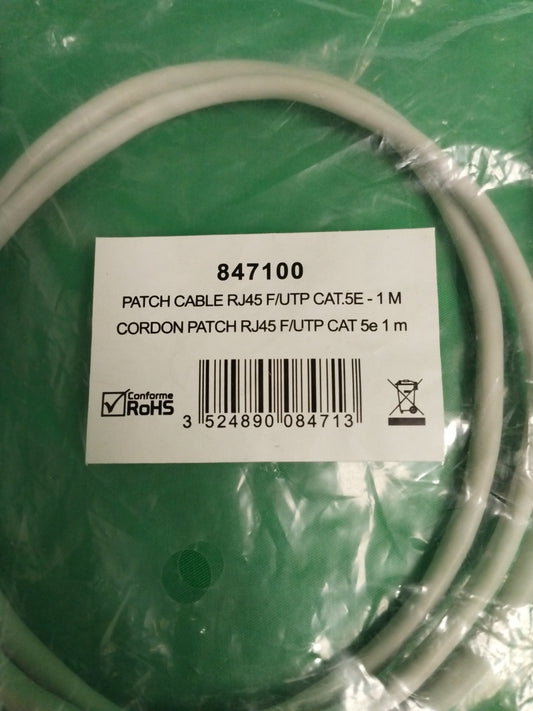 847100
PATCH CABLE RJ45 F/UTP CAT.5E - 1 M
CORDON PATCH RJ45 F/UTP CAT 5e 1 m
Conforme
RoHS
3 524890 084713